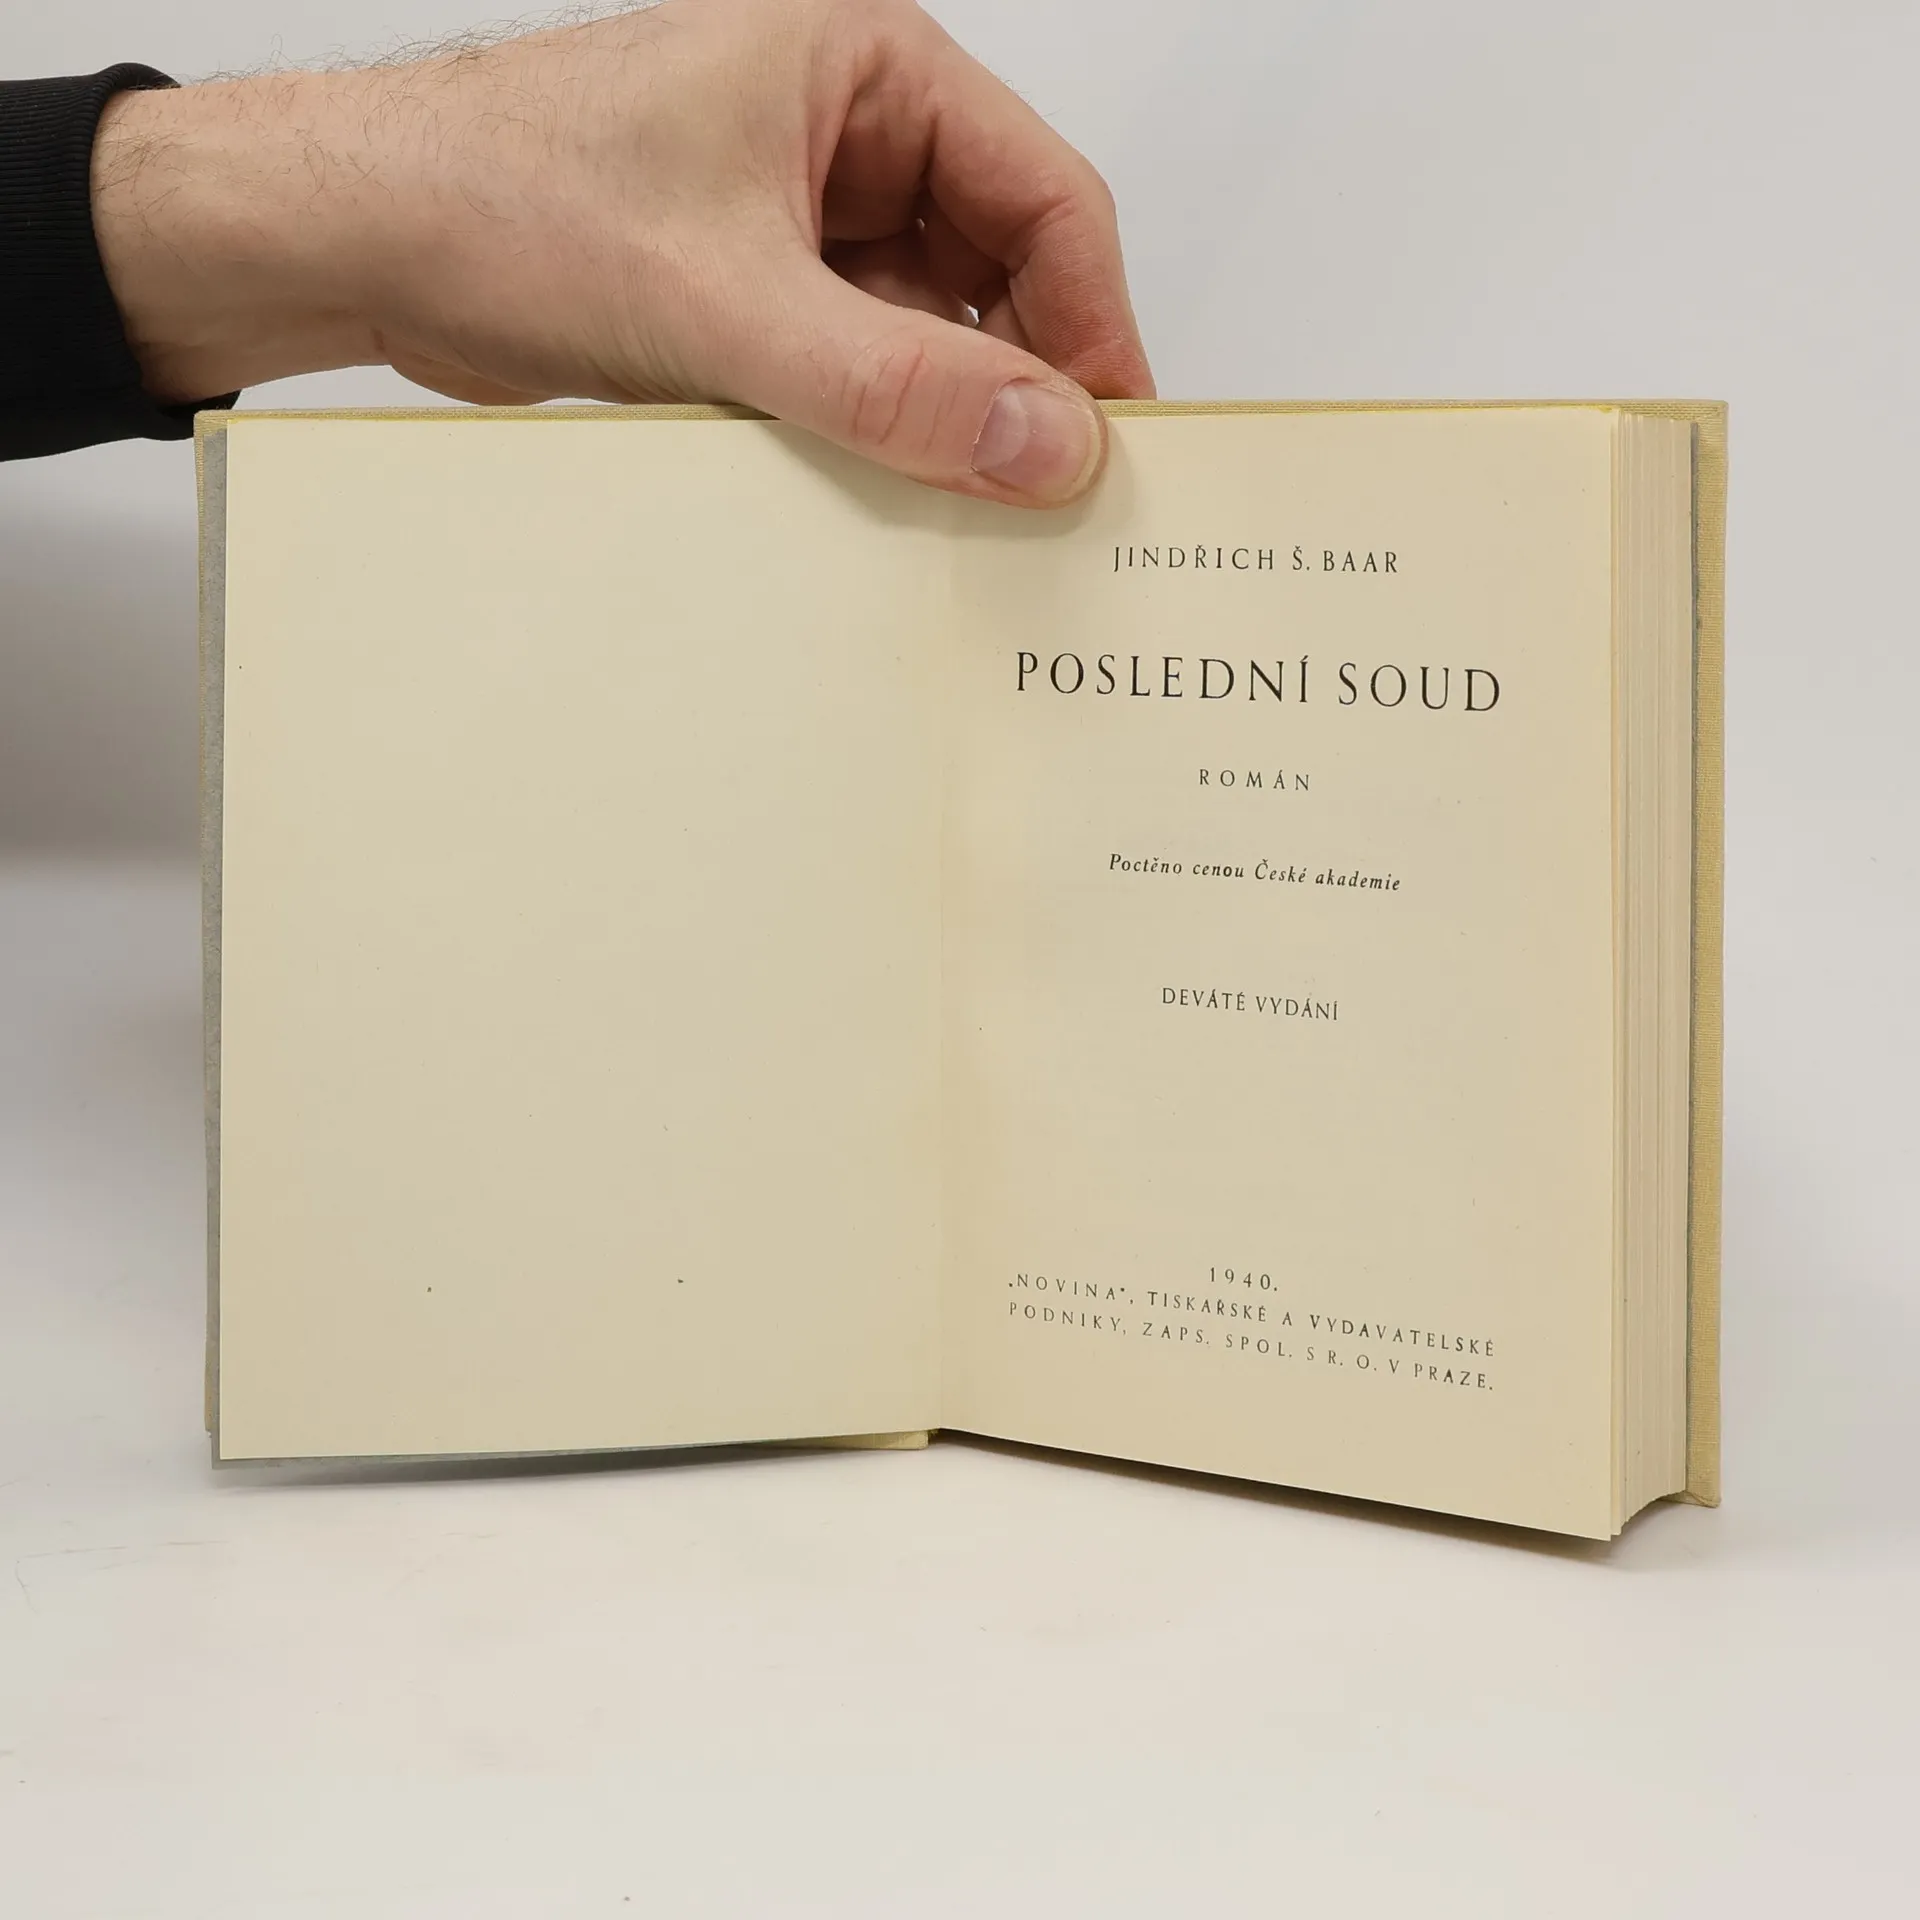 JINDŘICH Š. BAAR
POSLEDNÍ SOUD
ROMÁN
Poctěno cenou České akademie
DEVÁTÉ VYDÁNÍ
1940.
„NOVINA“, TISKAŘSKÉ A VYDAVATELSKÉ
PODNIKY, ZAPS. SPOL. S R. O. V PRAZE.